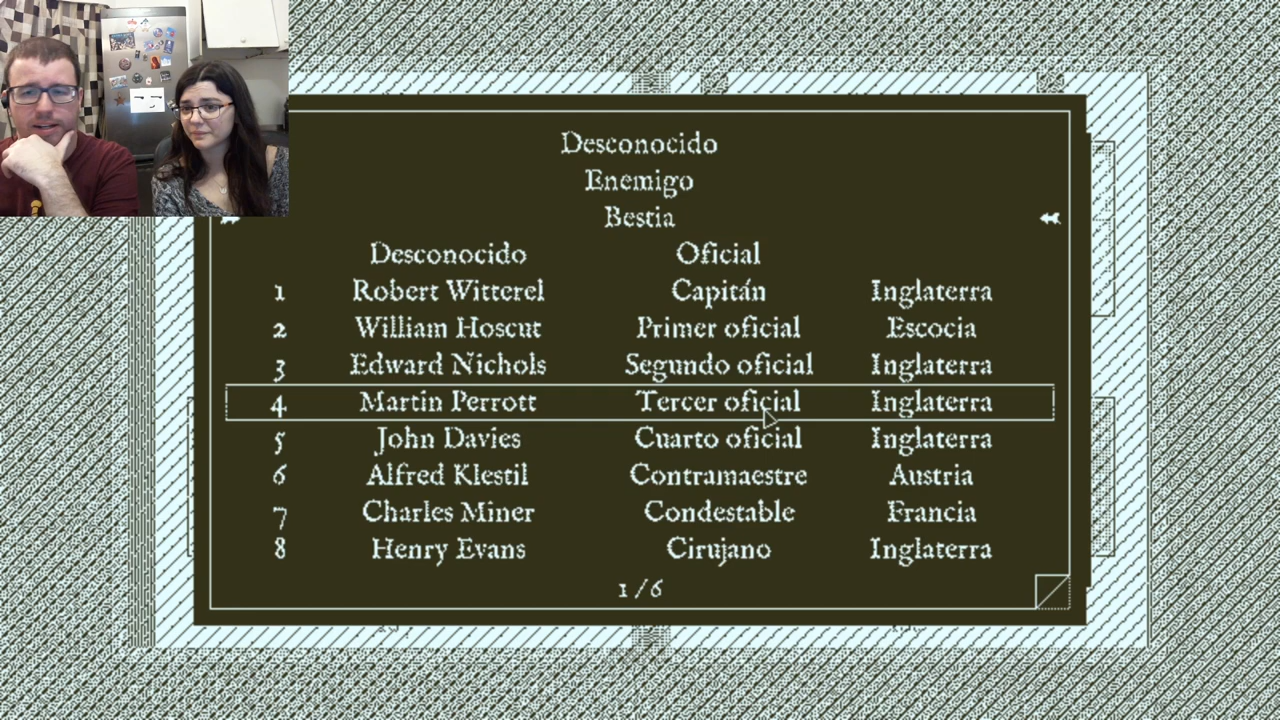 Desconocido
Enemigo
Bestia
Desconocido Oficial
1 Robert Witterel Capitán Inglaterra
2 William Hoscut Primer oficial Escocia
3 Edward Nichols Segundo oficial Inglaterra
4 Martin Perrott Tercer oficial Inglaterra
5 John Davies Cuarto oficial Inglaterra
6 Alfred Klestil Contramaestre Austria
7 Charles Miner Condestable Francia
8 Henry Evans Cirujano Inglaterra
1/6